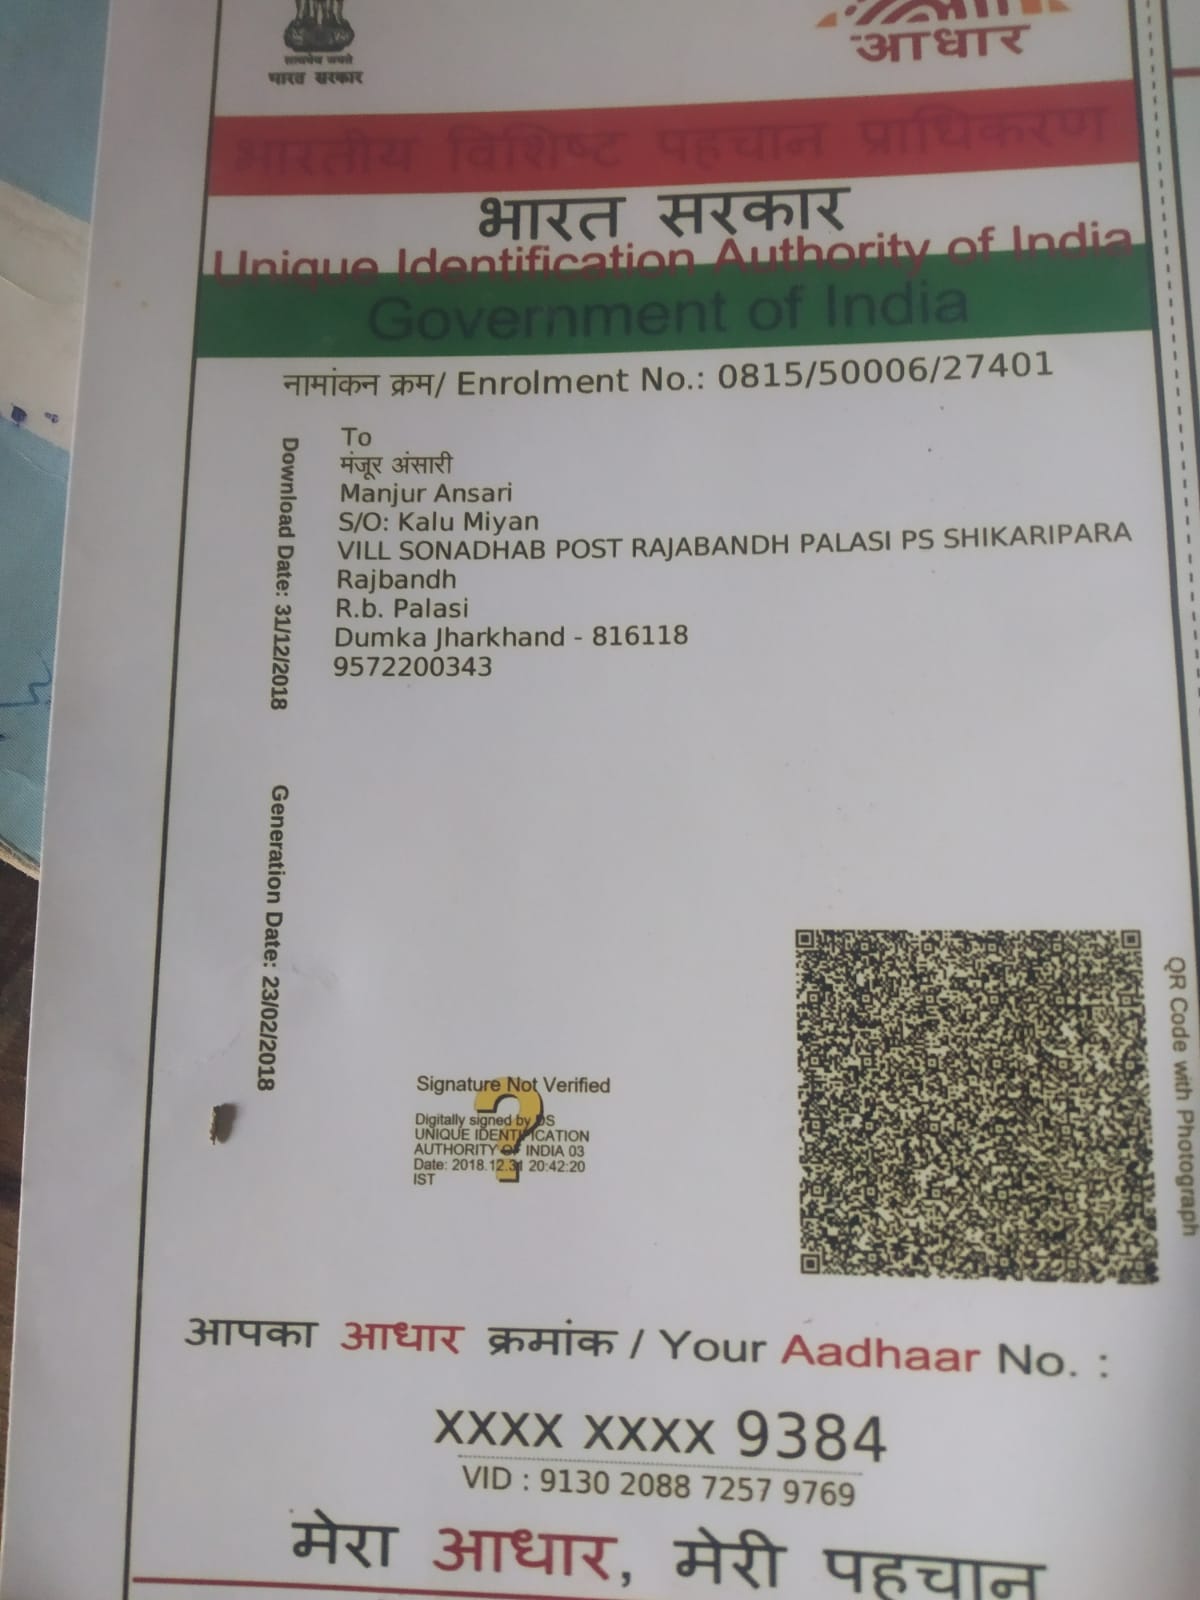 सत्यमेव जयते
भारत सरकार
आधार
भारतीय विशिष्ट पहचान प्राधिकरण
भारत सरकार
Unique Identification Authority of India
Government of India
नामांकन क्रम/ Enrolment No.: 0815/50006/27401
To
मंजूर अंसारी
Manjur Ansari
S/O: Kalu Miyan
VILL SONADHAB POST RAJABANDH PALASI PS SHIKARIPARA
Rajbandh
R.b. Palasi
Dumka Jharkhand - 816118
9572200343
Download Date: 31/12/2018
Generation Date: 23/02/2018
QR Code with Photograph
Signature Not Verified
Digitally signed by DS
UNIQUE IDENTIFICATION
AUTHORITY OF INDIA 03
Date: 2018.12.31 20:42:20
IST
आपका आधार क्रमांक / Your Aadhaar No. :
XXXX XXXX 9384
VID : 9130 2088 7257 9769
मेरा आधार, मेरी पहचान